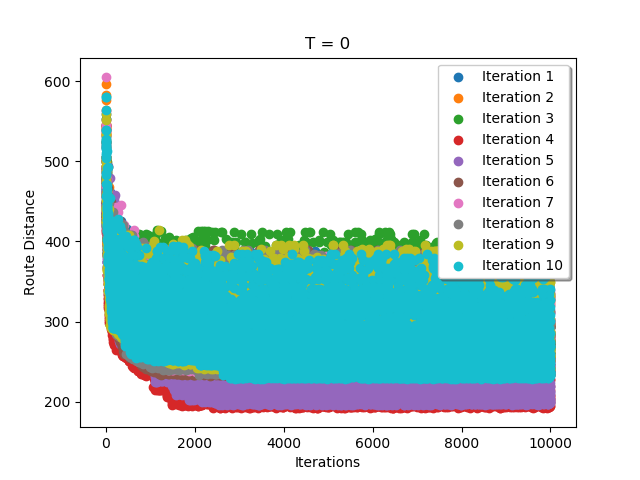 T = 0
Route Distance
600
500
400
300
200
0
2000
4000
6000
8000
10000
Iterations
Iteration 1
Iteration 2
Iteration 3
Iteration 4
Iteration 5
Iteration 6
Iteration 7
Iteration 8
Iteration 9
Iteration 10